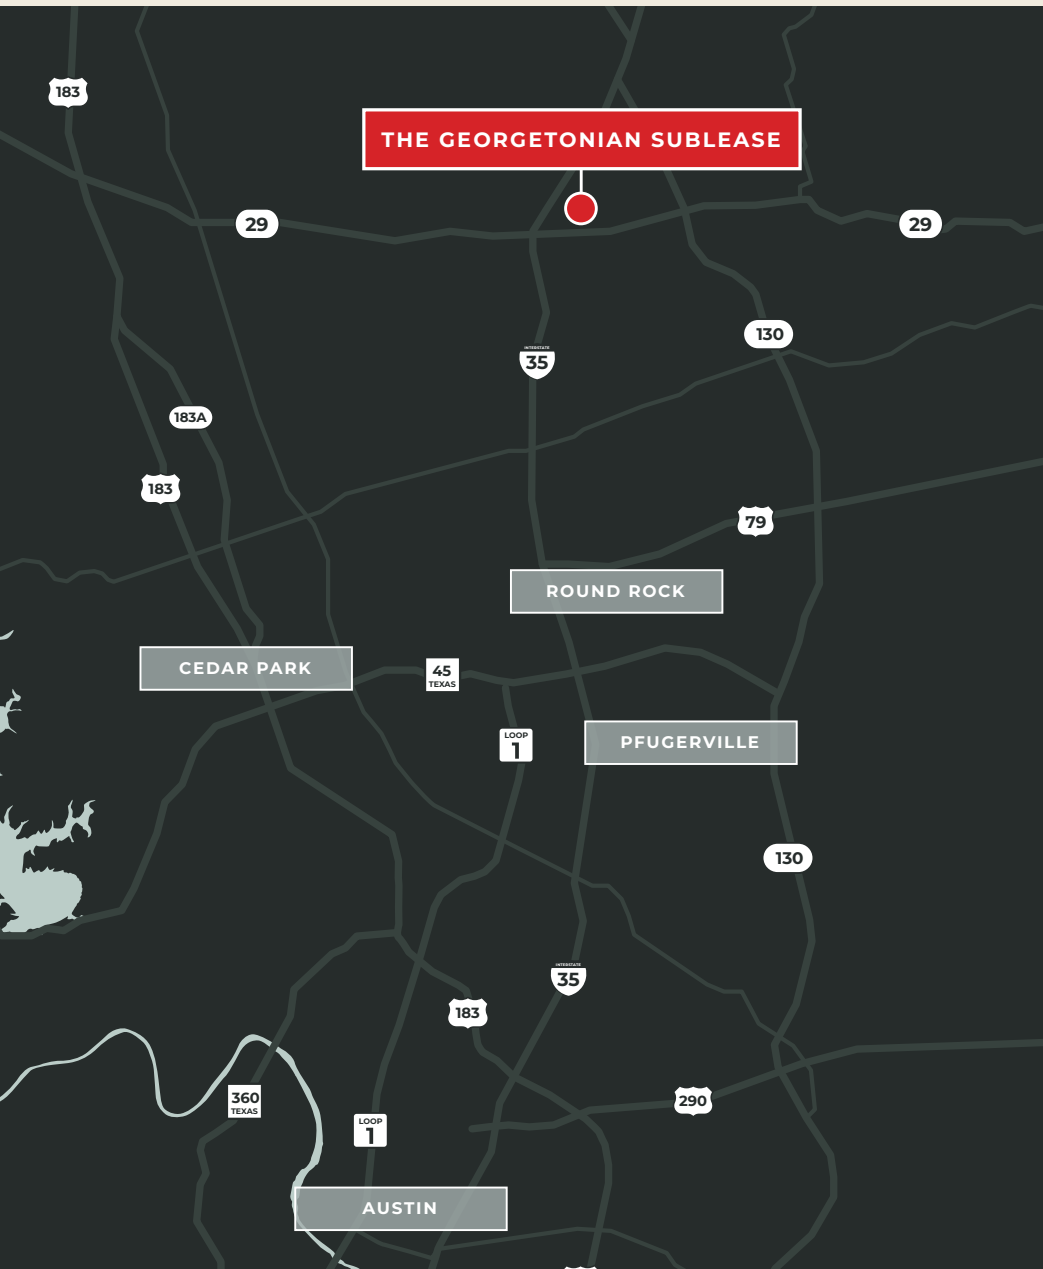 183
THE GEORGETONIAN SUBLEASE
29
29
130
INTERSTATE
35
183A
183
79
ROUND ROCK
CEDAR PARK
45
TEXAS
LOOP
1
PFUGERVILLE
130
INTERSTATE
35
183
360
TEXAS
290
LOOP
1
AUSTIN